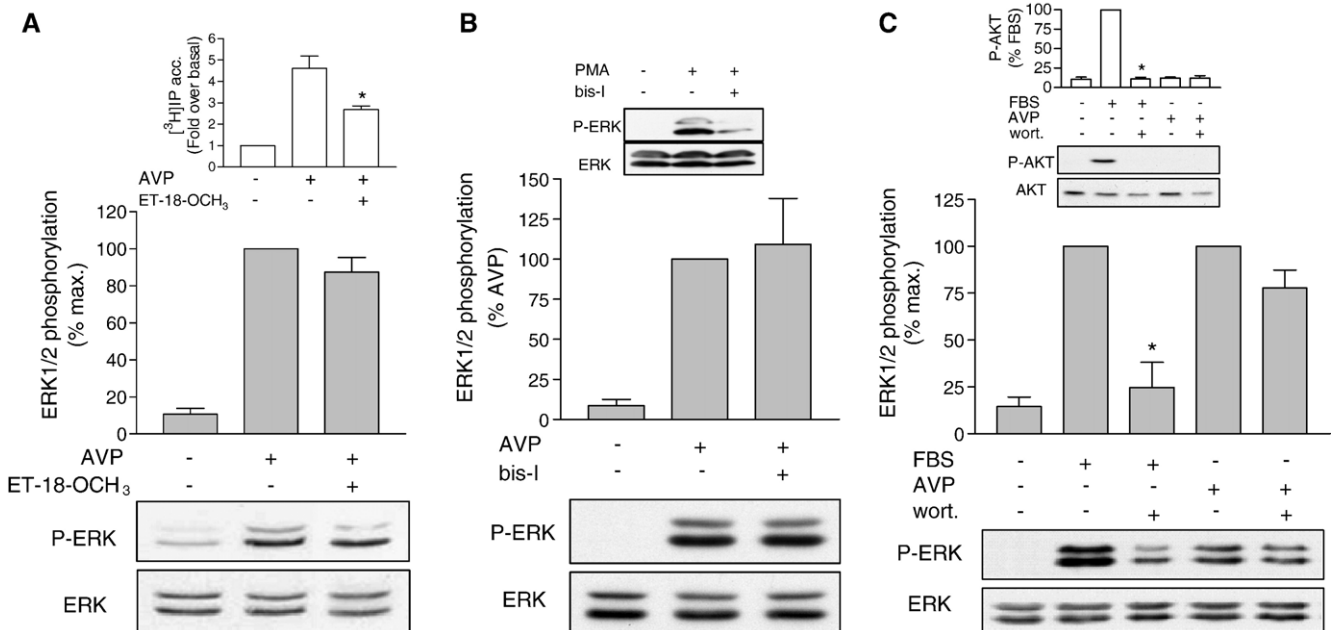 A
[³H]IP acc.
(Fold over basal)
6
5
4
3
2
1
0
*
AVP - + +
ET-18-OCH₃ - - +
ERK1/2 phosphorylation
(% max.)
120
100
80
60
40
20
0
AVP - + +
ET-18-OCH₃ - - +
P-ERK
ERK
B
PMA - + +
bis-I - - +
P-ERK
ERK
ERK1/2 phosphorylation
(% AVP)
150
125
100
75
50
25
0
AVP - + +
bis-I - - +
P-ERK
ERK
C
P-AKT
(% FBS)
100
75
50
25
0
*
FBS - + + - -
AVP - - - + +
wort. - - + - +
P-AKT
AKT
ERK1/2 phosphorylation
(% max.)
125
100
75
50
25
0
*
FBS - + + - -
AVP - - - + +
wort. - - + - +
P-ERK
ERK